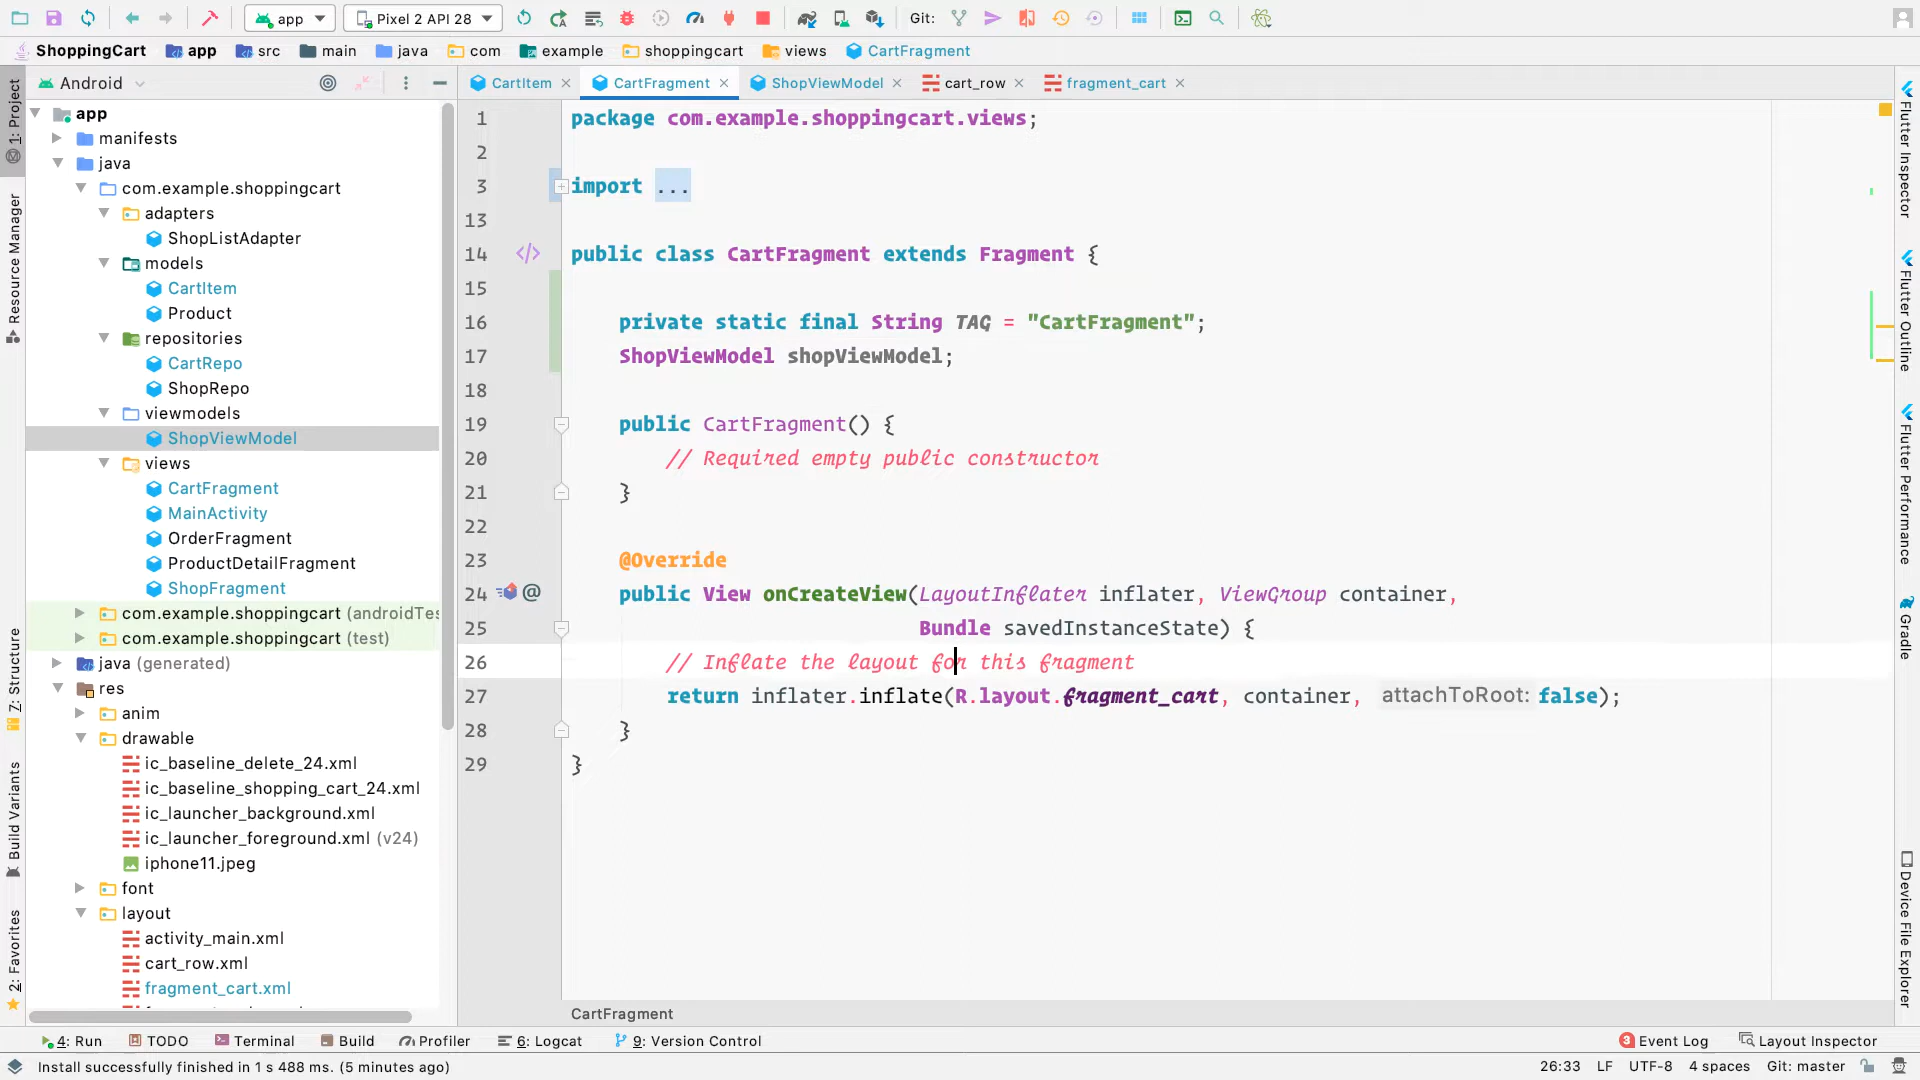 app
Pixel 2 API 28
Git:
ShoppingCart
app
src
main
java
com
example
shoppingcart
views
CartFragment
1: Project
Resource Manager
7: Structure
Build Variants
2: Favorites
Android
app
manifests
java
com.example.shoppingcart
adapters
ShopListAdapter
models
CartItem
Product
repositories
CartRepo
ShopRepo
viewmodels
ShopViewModel
views
CartFragment
MainActivity
OrderFragment
ProductDetailFragment
ShopFragment
com.example.shoppingcart (androidTes
com.example.shoppingcart (test)
java (generated)
res
anim
drawable
ic_baseline_delete_24.xml
ic_baseline_shopping_cart_24.xml
ic_launcher_background.xml
ic_launcher_foreground.xml (v24)
iphone11.jpeg
font
layout
activity_main.xml
cart_row.xml
fragment_cart.xml
CartItem
CartFragment
ShopViewModel
cart_row
fragment_cart
1 package com.example.shoppingcart.views;
2
3 import ...
13
14 public class CartFragment extends Fragment {
15
16 private static final String TAG = "CartFragment";
17 ShopViewModel shopViewModel;
18
19 public CartFragment() {
20 // Required empty public constructor
21 }
22
23 @Override
24 @ public View onCreateView(LayoutInflater inflater, ViewGroup container,
25 Bundle savedInstanceState) {
26 // Inflate the layout for this fragment
27 return inflater.inflate(R.layout.fragment_cart, container, attachToRoot: false);
28 }
29 }
CartFragment
Flutter Inspector
Flutter Outline
Flutter Performance
Gradle
Device File Explorer
4: Run
TODO
Terminal
Build
Profiler
6: Logcat
9: Version Control
3 Event Log
Layout Inspector
Install successfully finished in 1 s 488 ms. (5 minutes ago)
26:33
LF
UTF-8
4 spaces
Git: master